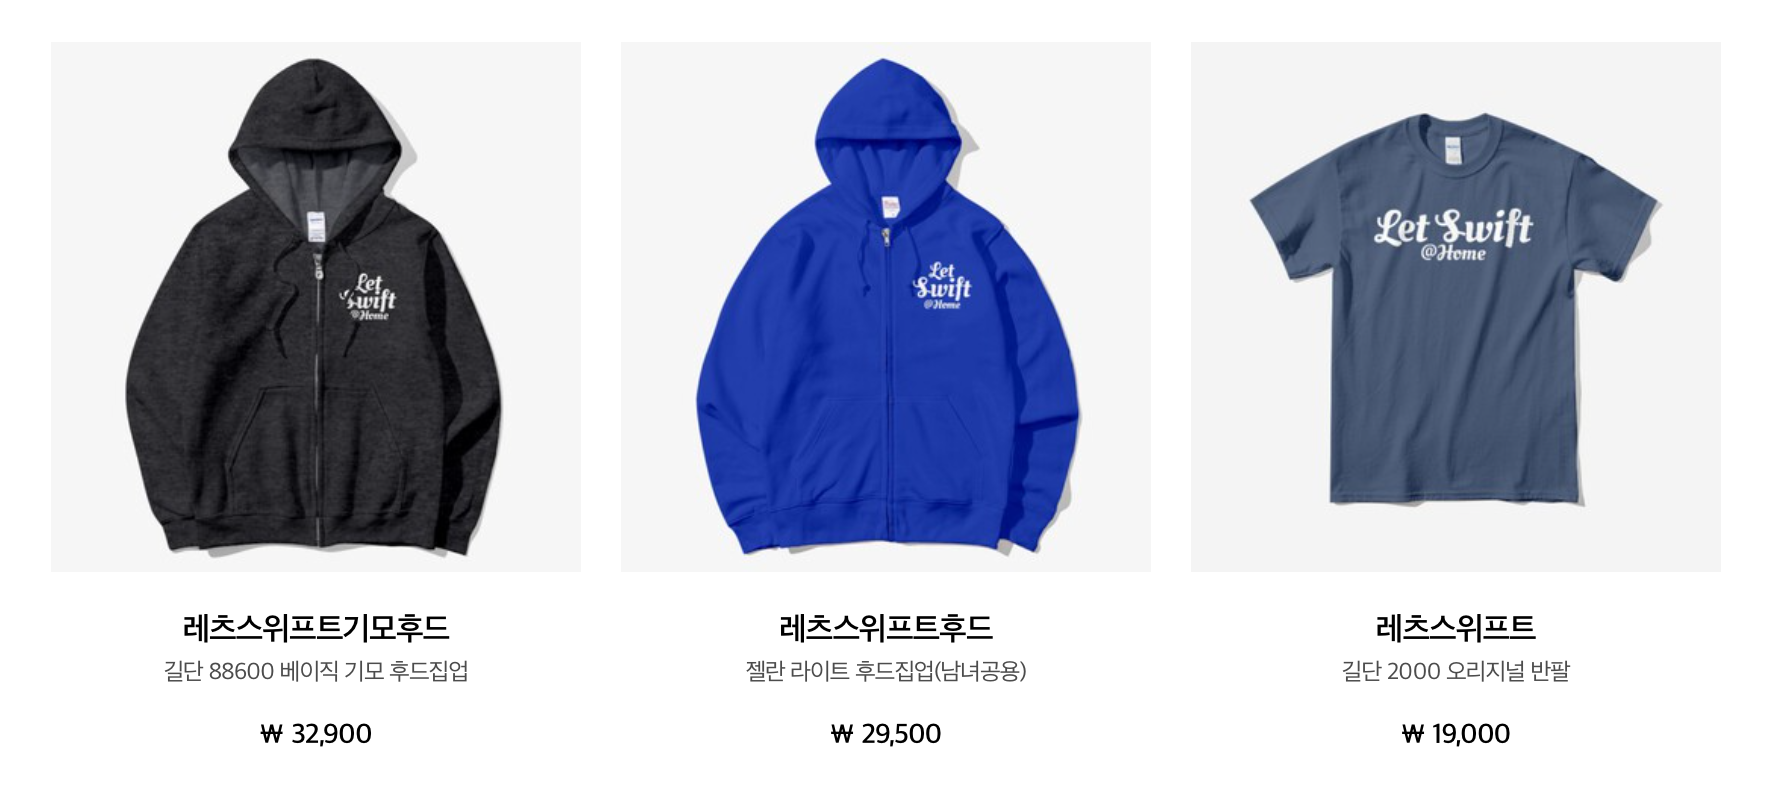 Let
Swift
@Home
Let
Swift
@Home
Let Swift
@Home
레츠스위프트기모후드
길단 88600 베이직 기모 후드집업
₩ 32,900
레츠스위프트후드
젤란 라이트 후드집업(남녀공용)
₩ 29,500
레츠스위프트
길단 2000 오리지널 반팔
₩ 19,000